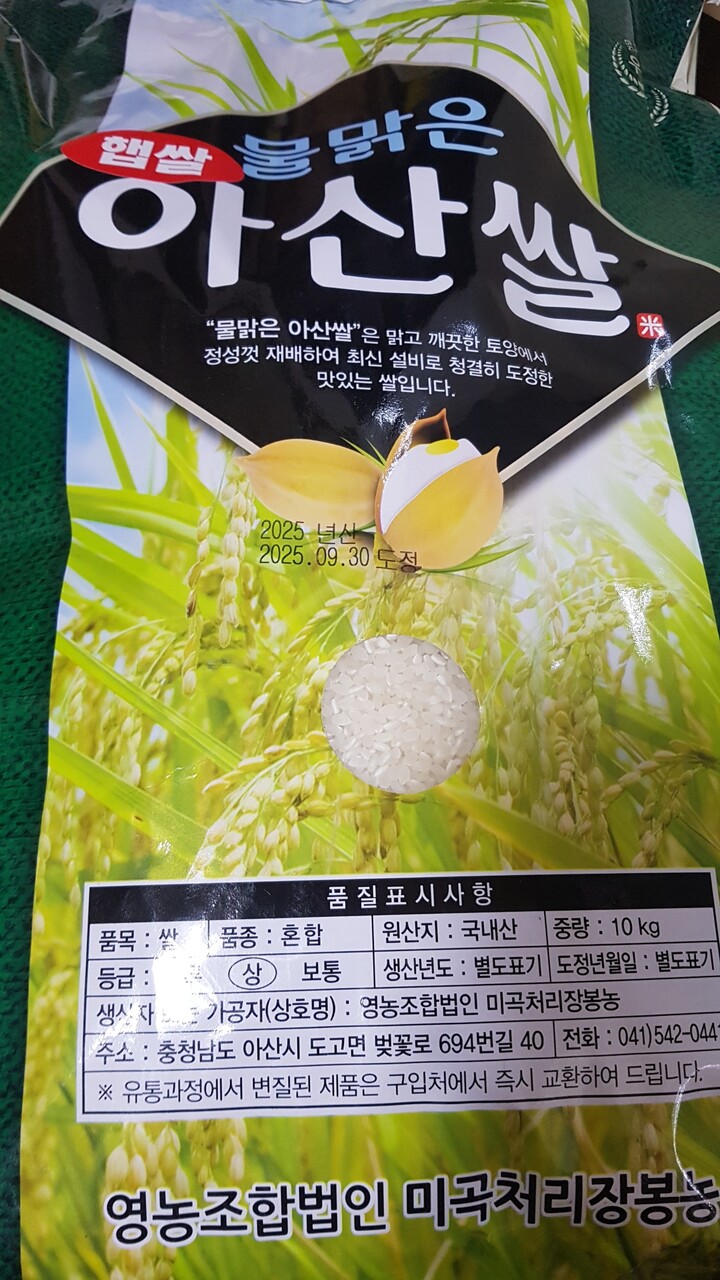 햅쌀 물맑은
아산쌀
米
"물맑은 아산쌀"은 맑고 깨끗한 토양에서
정성껏 재배하여 최신 설비로 청결히 도정한
맛있는 쌀입니다.
2025 년산
2025.09.30 도정
품질표시사항
품목 : 쌀 품종 : 혼합 원산지 : 국내산 중량 : 10 kg
등급 : 상 보통 생산년도 : 별도표기 도정년월일 : 별도표기
가공자(상호명) : 영농조합법인 미곡처리장봉농
주소 : 충청남도 아산시 도고면 벚꽃로 694번길 40 전화 : 041)542-044
※ 유통과정에서 변질된 제품은 구입처에서 즉시 교환하여 드립니다.
영농조합법인 미곡처리장봉농